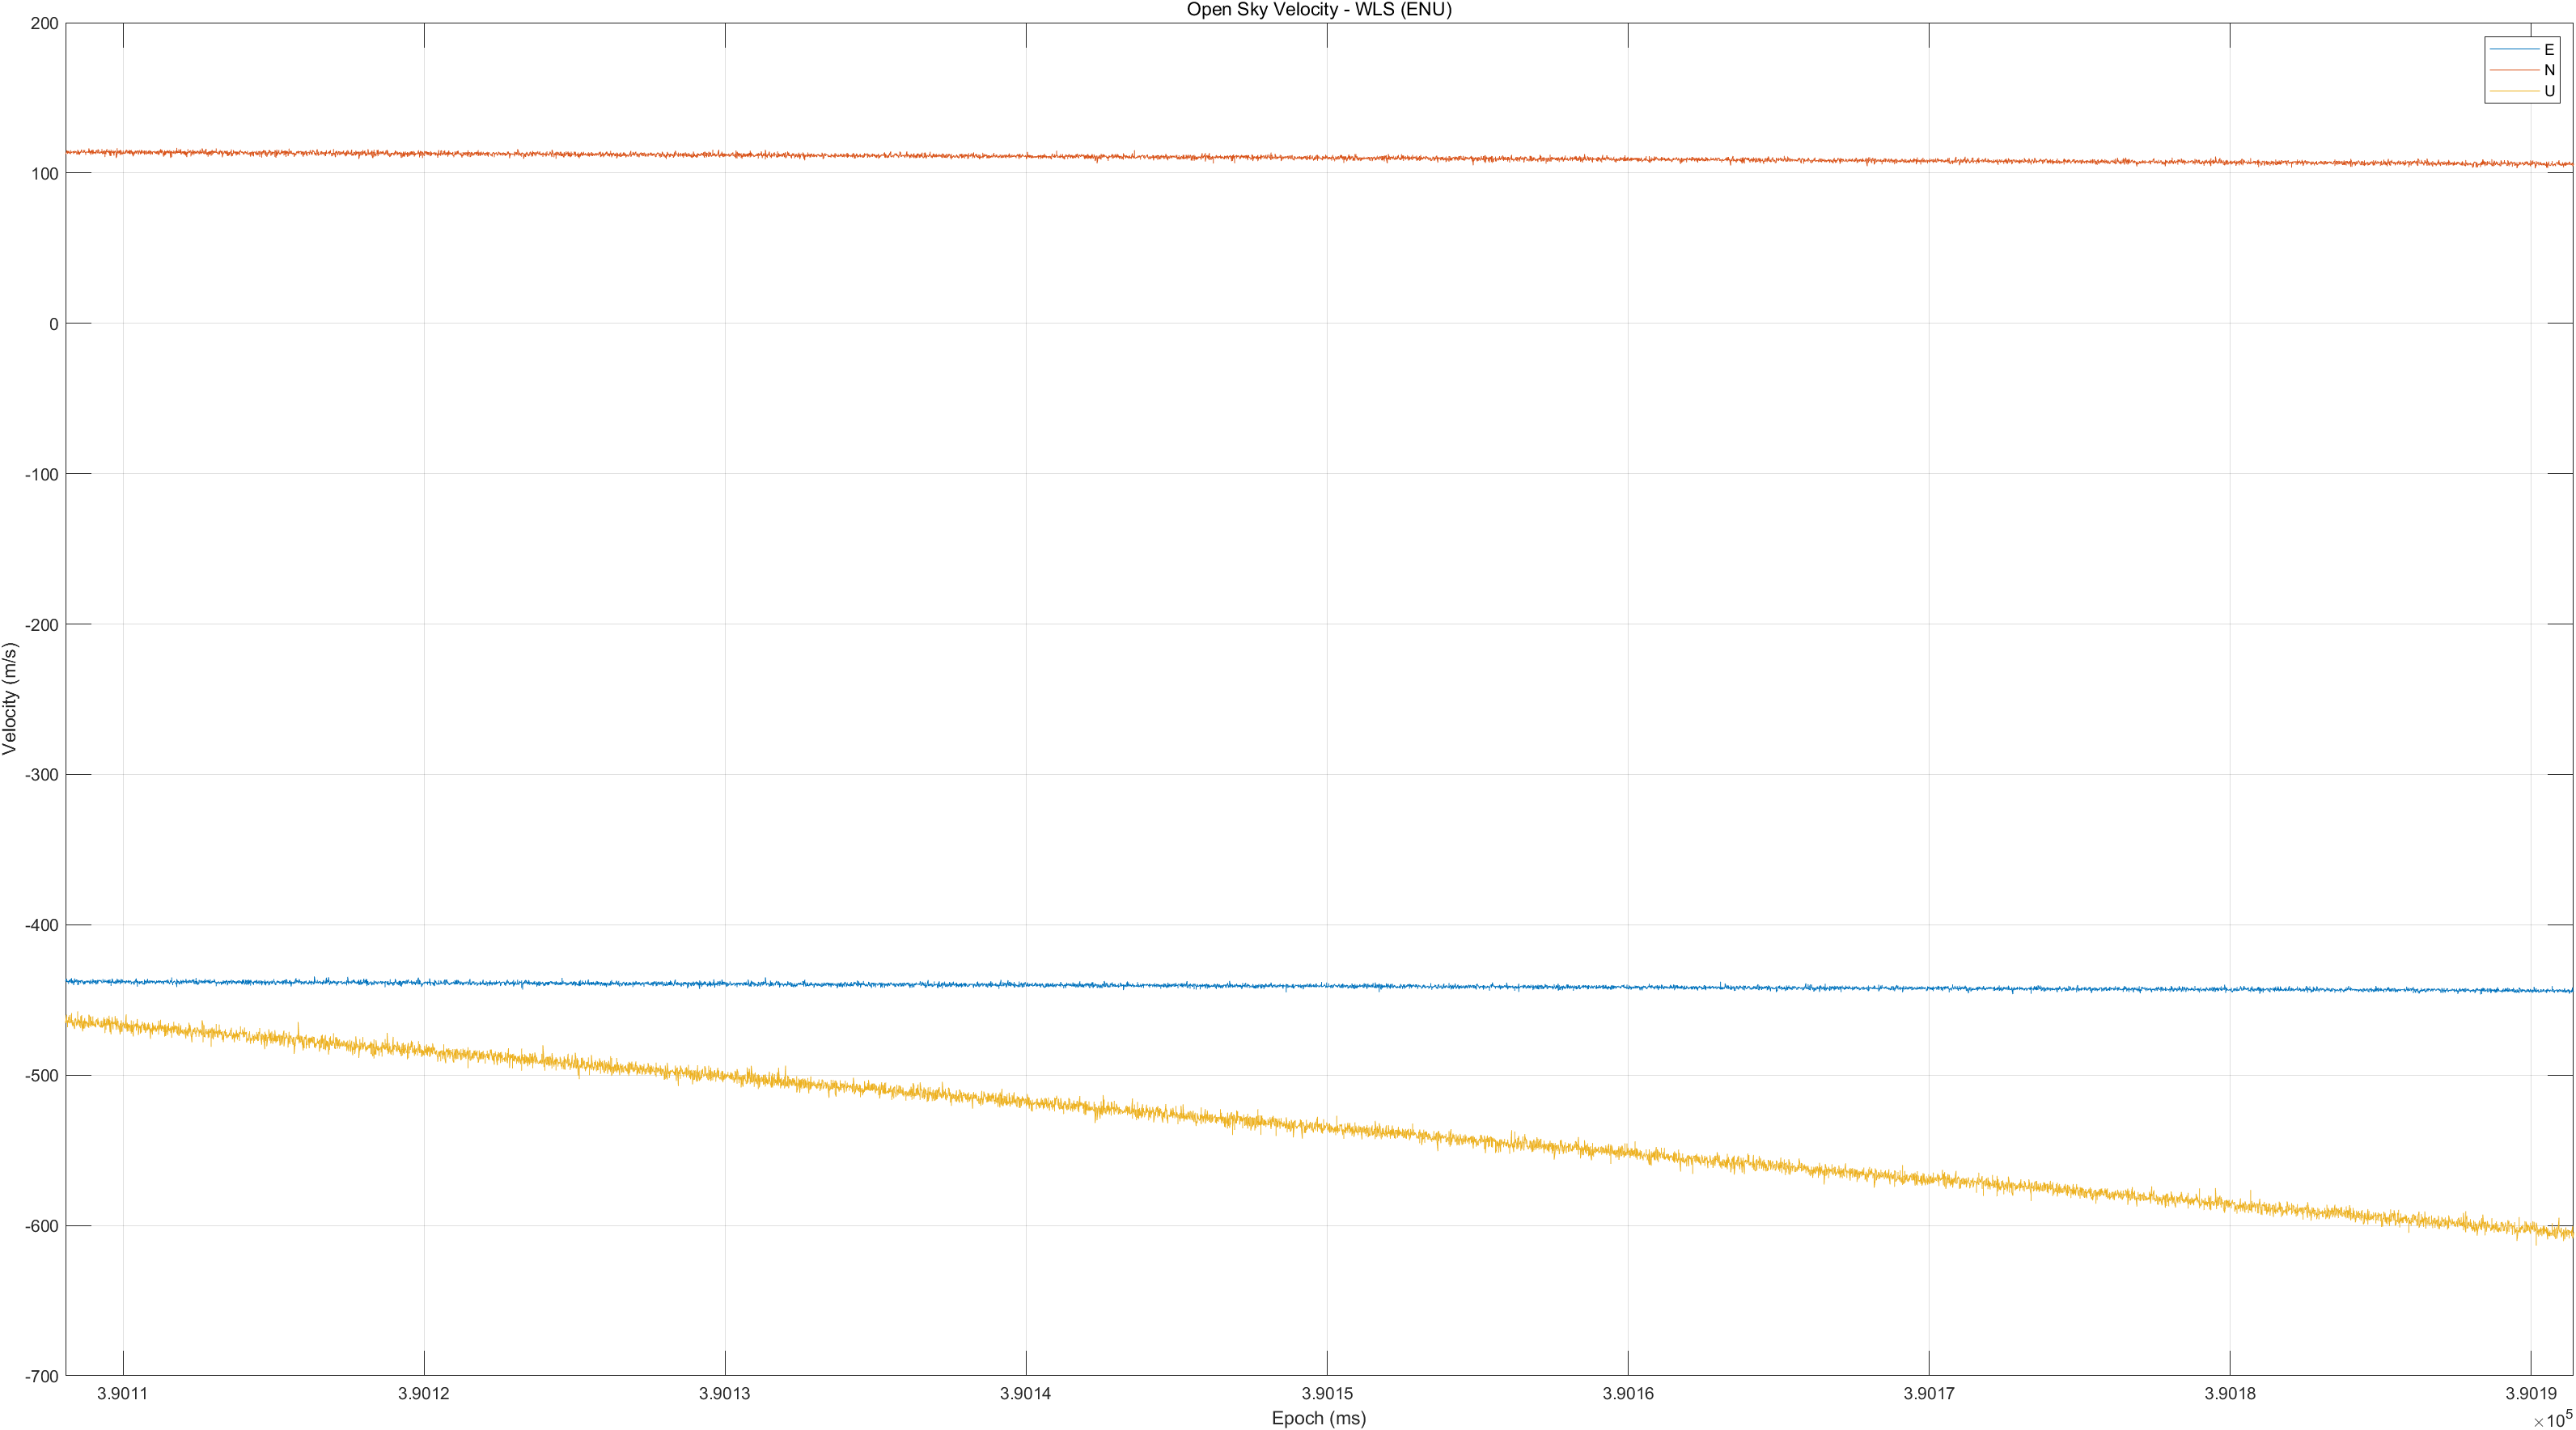 Open Sky Velocity - WLS (ENU)
E
N
U
200
100
0
-100
-200
-300
-400
-500
-600
-700
Velocity (m/s)
3.9011 3.9012 3.9013 3.9014 3.9015 3.9016 3.9017 3.9018 3.9019
Epoch (ms)
×10^5